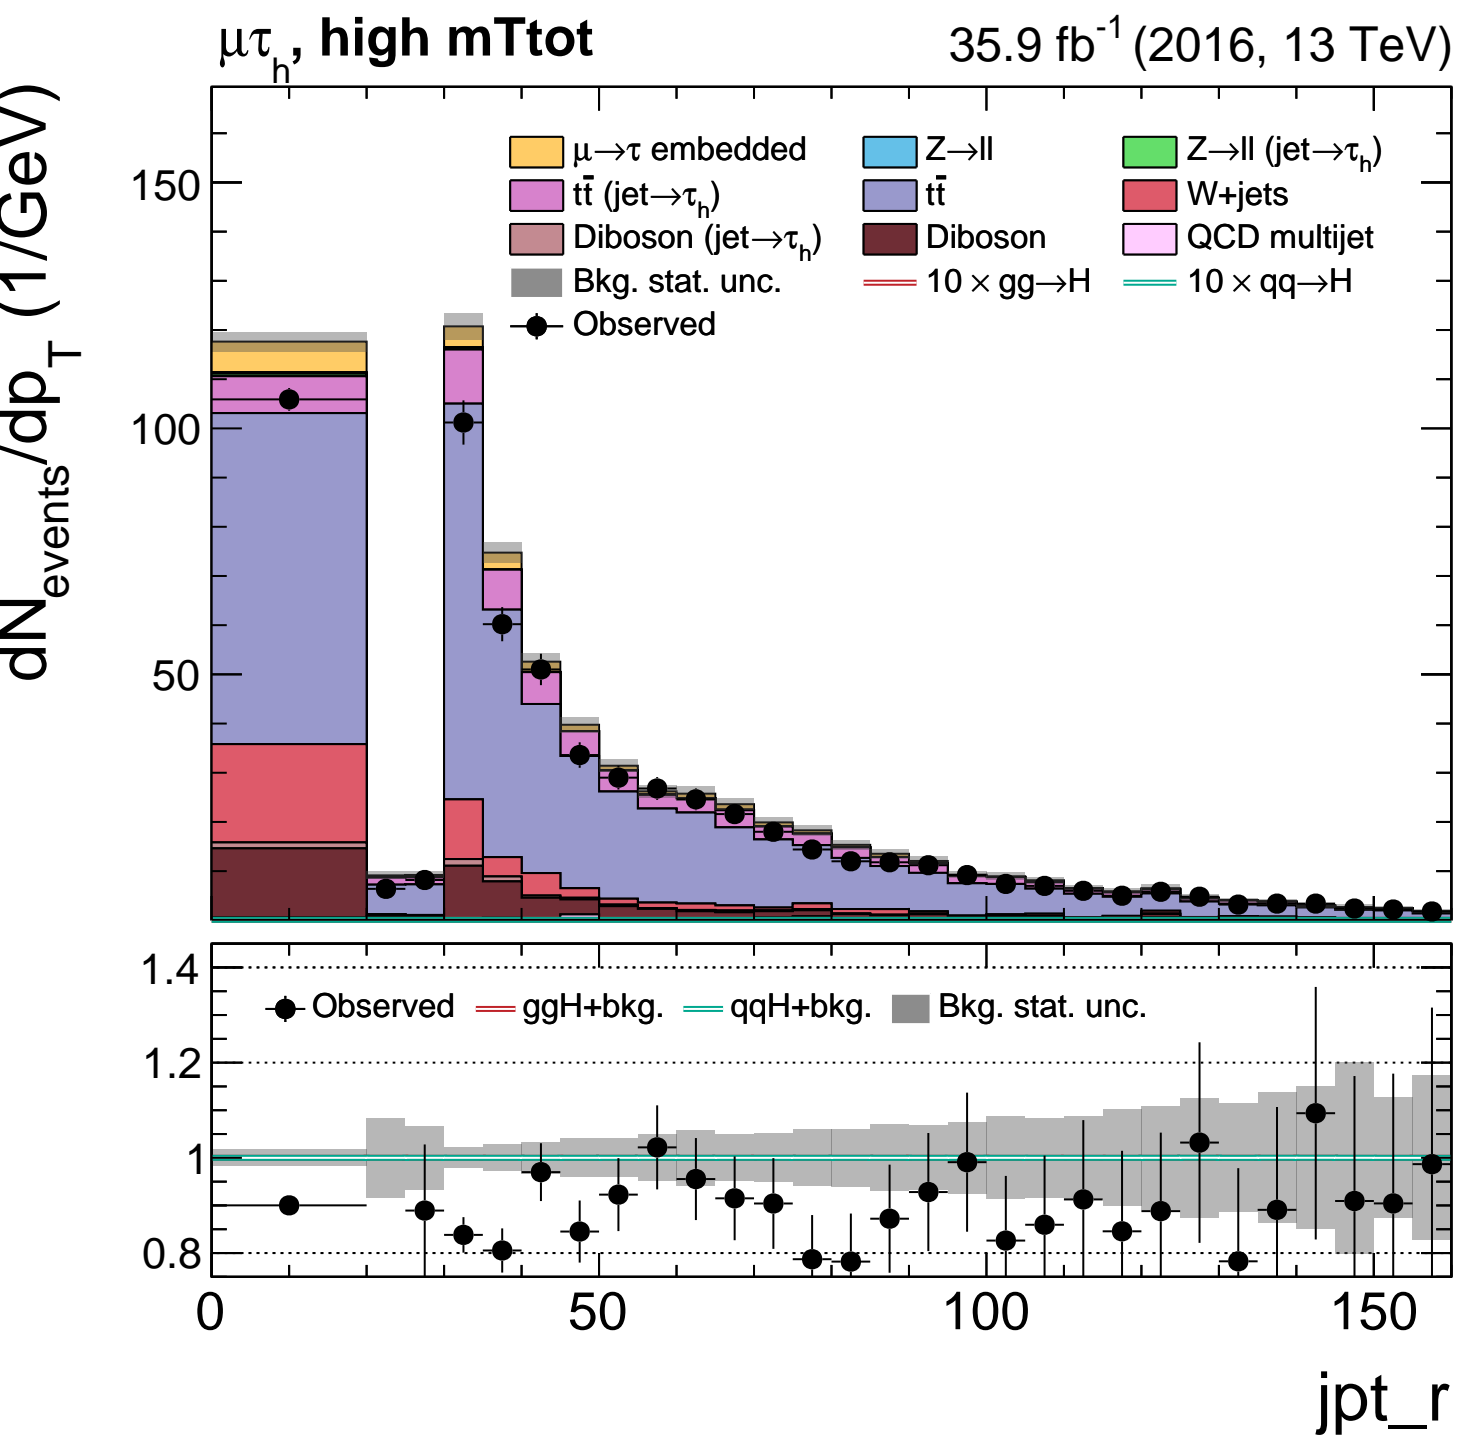 μτh, high mTtot
35.9 fb-1 (2016, 13 TeV)
dNevents/dpT (1/GeV)
μ→τ embedded Z→ll Z→ll (jet→τh)
tt̄ (jet→τh) tt̄ W+jets
Diboson (jet→τh) Diboson QCD multijet
Bkg. stat. unc. 10 × gg→H 10 × qq→H
Observed
150
100
50
1.4
Observed ggH+bkg. qqH+bkg. Bkg. stat. unc.
1.2
1
0.8
0 50 100 150
jpt_r